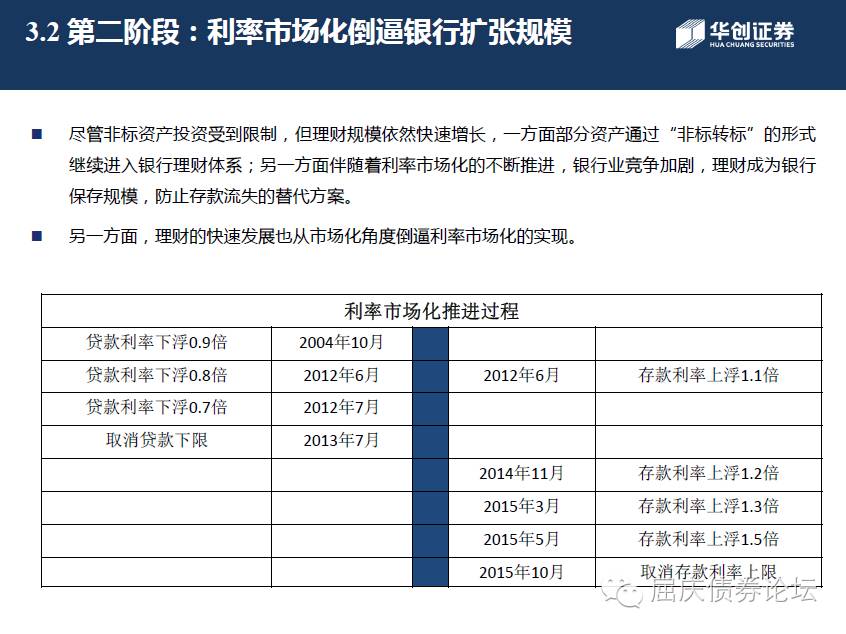 3.2 第二阶段：利率市场化倒逼银行扩张规模
华创证券
HUA CHUANG SECURITIES
■ 尽管非标资产投资受到限制，但理财规模依然快速增长，一方面部分资产通过“非标转标”的形式
继续进入银行理财体系；另一方面伴随着利率市场化的不断推进，银行业竞争加剧，理财成为银行
保存规模，防止存款流失的替代方案。
■ 另一方面，理财的快速发展也从市场化角度倒逼利率市场化的实现。
利率市场化推进过程
贷款利率下浮0.9倍 2004年10月
贷款利率下浮0.8倍 2012年6月 2012年6月 存款利率上浮1.1倍
贷款利率下浮0.7倍 2012年7月
取消贷款下限 2013年7月
2014年11月 存款利率上浮1.2倍
2015年3月 存款利率上浮1.3倍
2015年5月 存款利率上浮1.5倍
2015年10月 取消存款利率上限
屈庆债券论坛